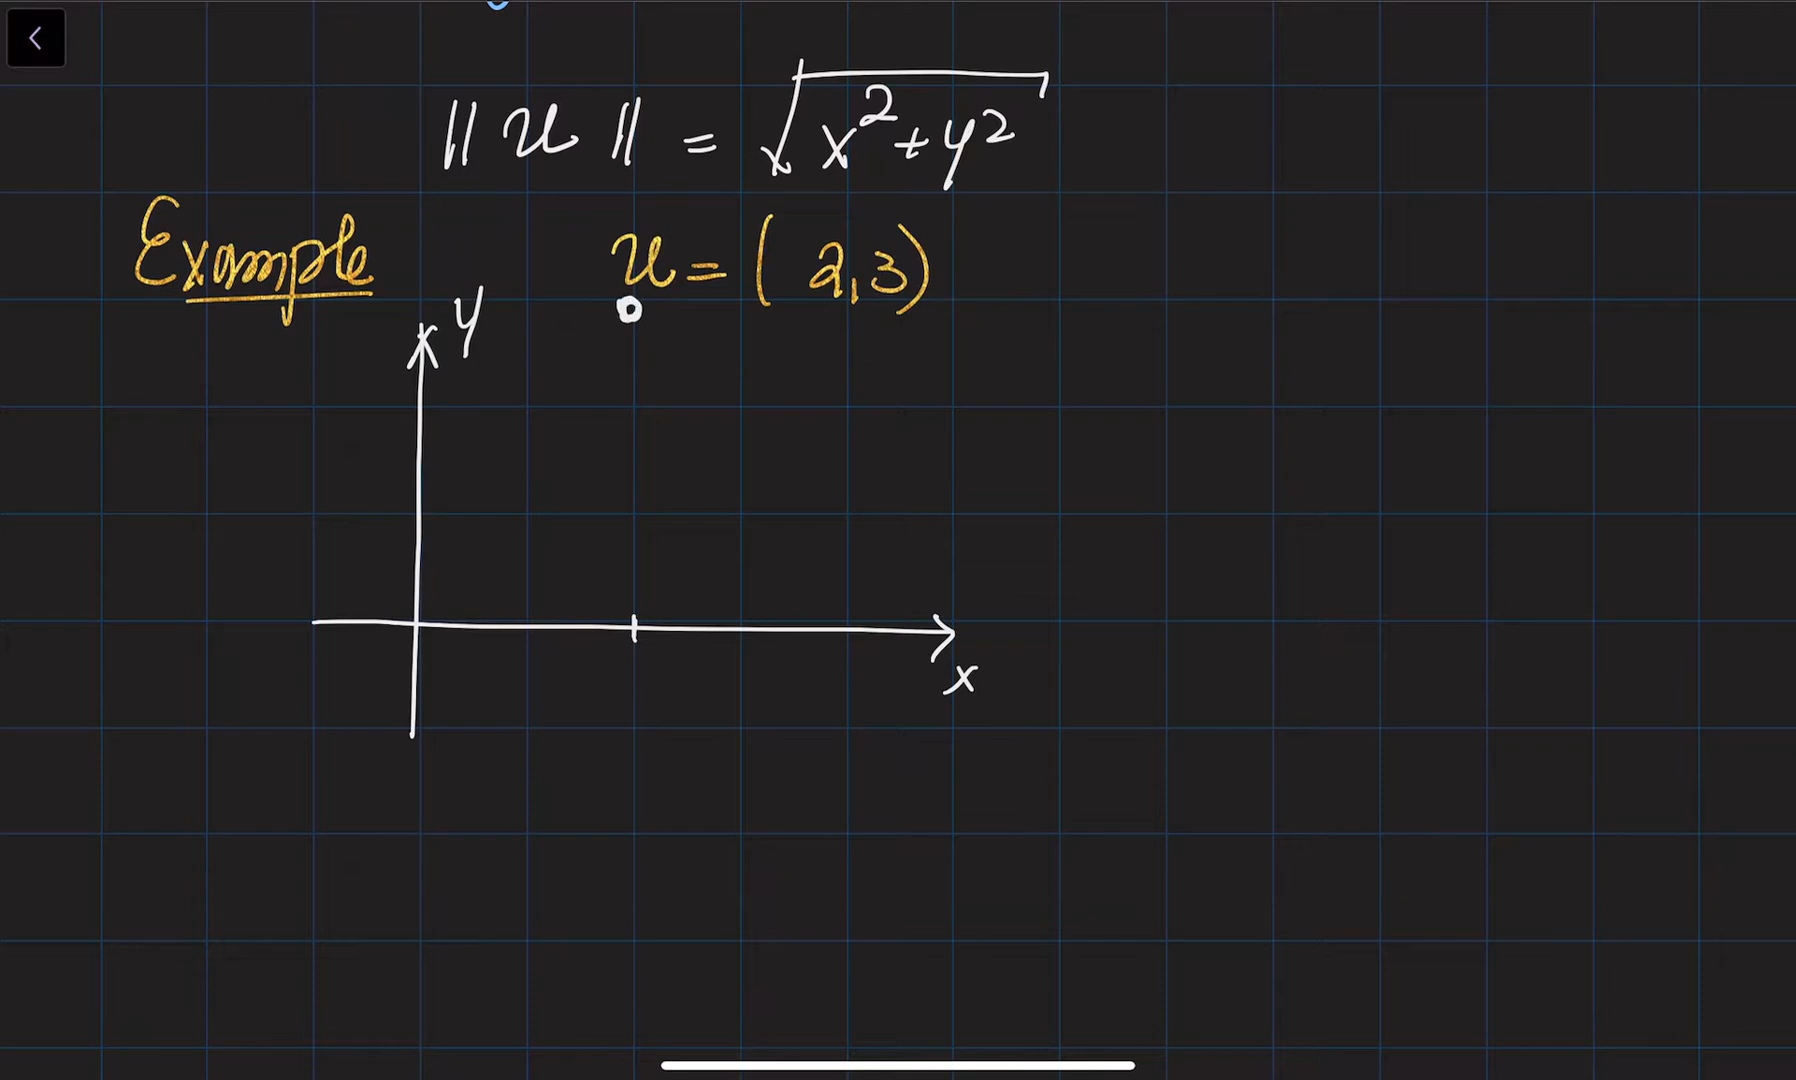 ‖u‖ = √x²+y²
Example u = (2,3)
y
x